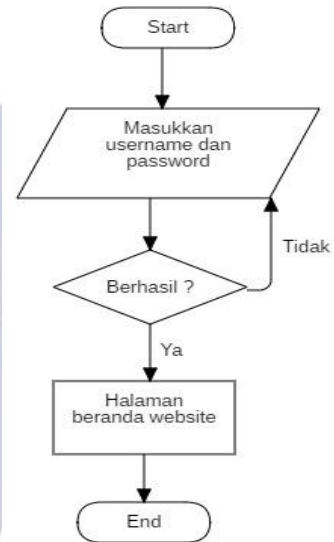 Start
Masukkan
username dan
password
Tidak
Berhasil ?
Ya
Halaman
beranda website
End